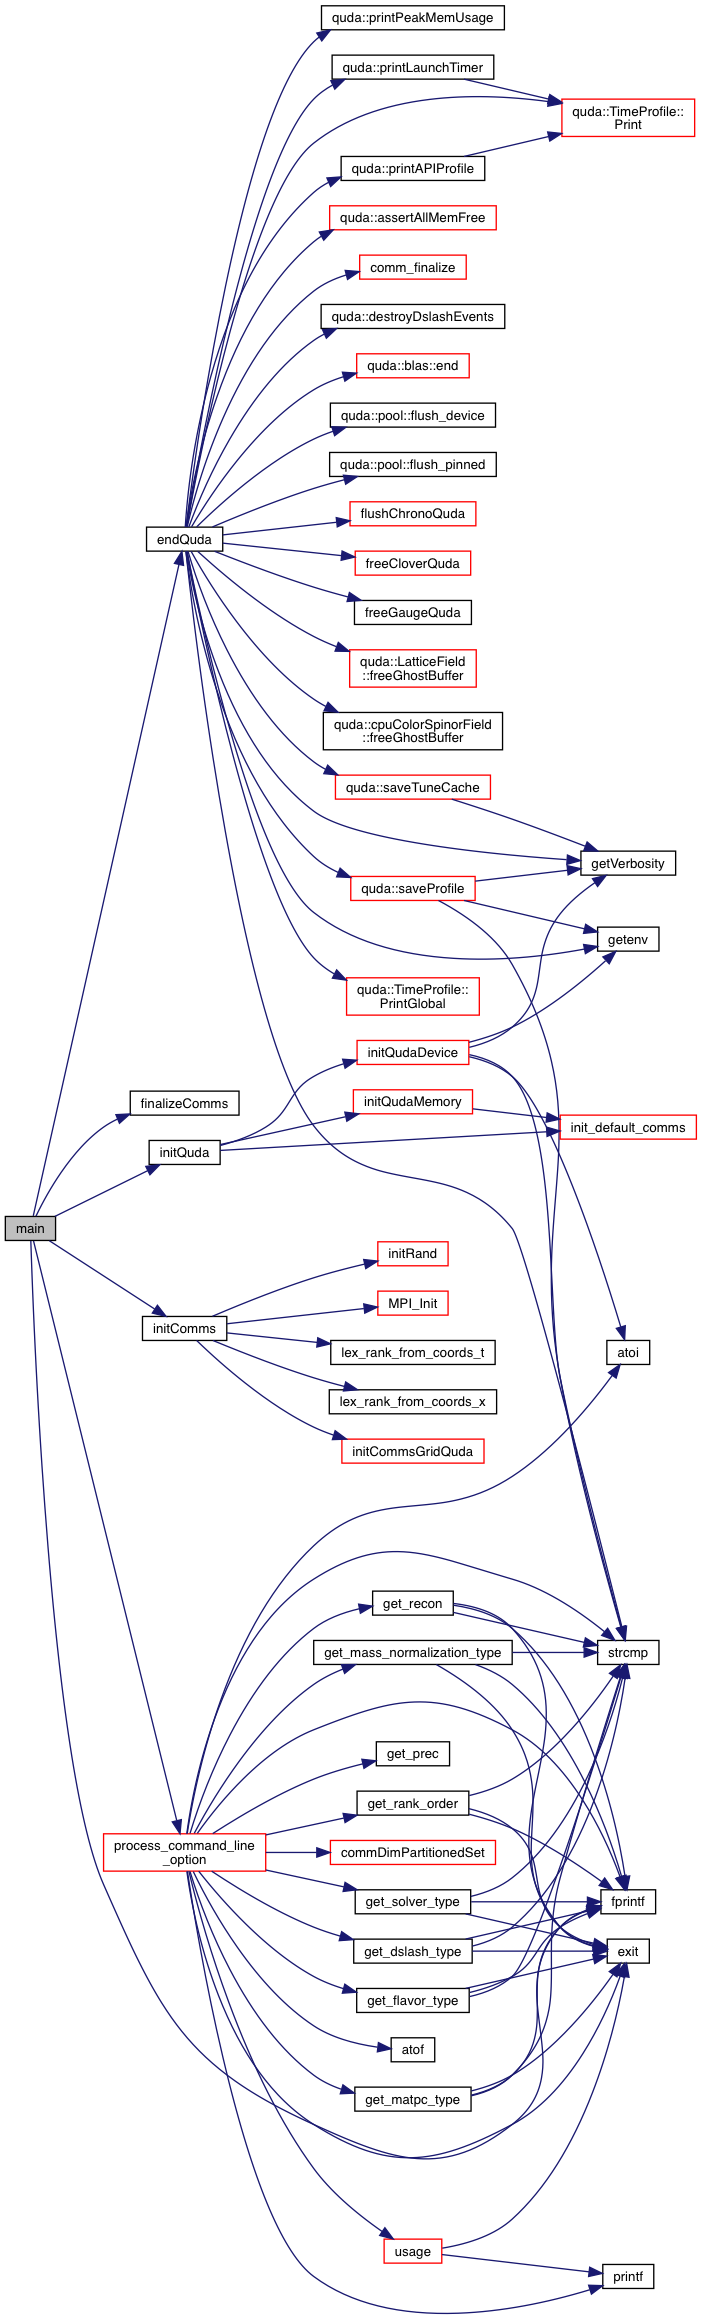 quda::printPeakMemUsage
quda::printLaunchTimer
quda::TimeProfile::
Print
quda::printAPIProfile
quda::assertAllMemFree
comm_finalize
quda::destroyDslashEvents
quda::blas::end
quda::pool::flush_device
quda::pool::flush_pinned
flushChronoQuda
endQuda
freeCloverQuda
freeGaugeQuda
quda::LatticeField
::freeGhostBuffer
quda::cpuColorSpinorField
::freeGhostBuffer
quda::saveTuneCache
getVerbosity
quda::saveProfile
getenv
quda::TimeProfile::
PrintGlobal
initQudaDevice
finalizeComms
initQudaMemory
init_default_comms
initQuda
main
initRand
MPI_Init
initComms
lex_rank_from_coords_t
atoi
lex_rank_from_coords_x
initCommsGridQuda
get_recon
get_mass_normalization_type
strcmp
get_prec
get_rank_order
process_command_line
_option
commDimPartitionedSet
get_solver_type
fprintf
get_dslash_type
exit
get_flavor_type
atof
get_matpc_type
usage
printf